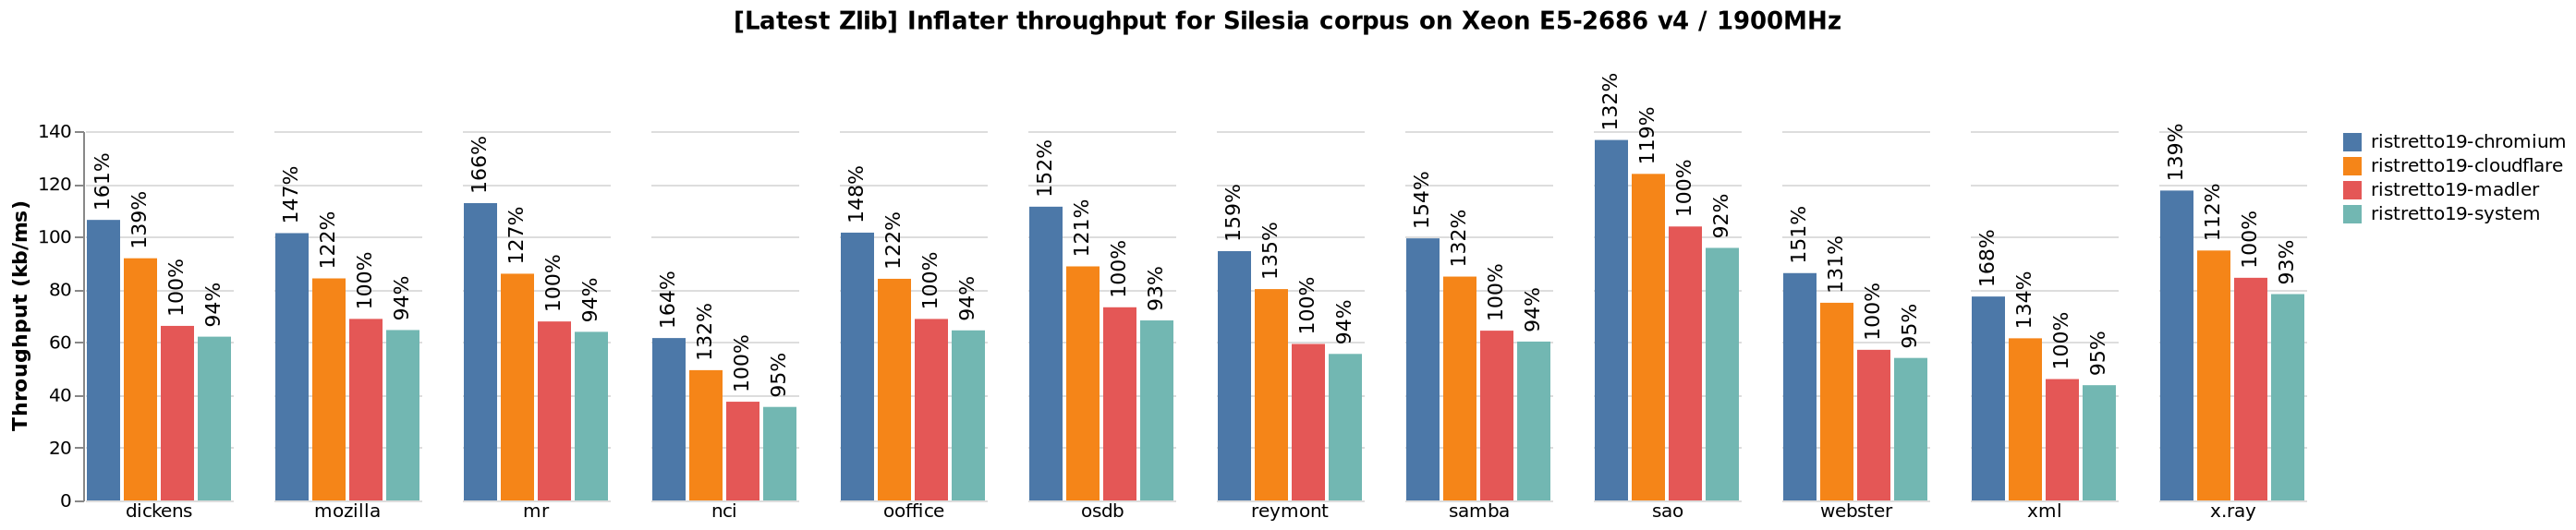 [Latest Zlib] Inflater throughput for Silesia corpus on Xeon E5-2686 v4 / 1900MHz
Throughput (kb/ms)
140
120
100
80
60
40
20
0
161% 139% 100% 94%
dickens
147% 122% 100% 94%
mozilla
166% 127% 100% 94%
mr
164% 132% 100% 95%
nci
148% 122% 100% 94%
ooffice
152% 121% 100% 93%
osdb
159% 135% 100% 94%
reymont
154% 132% 100% 94%
samba
132% 119% 100% 92%
sao
151% 131% 100% 95%
webster
168% 134% 100% 95%
xml
139% 112% 100% 93%
x.ray
ristretto19-chromium
ristretto19-cloudflare
ristretto19-madler
ristretto19-system